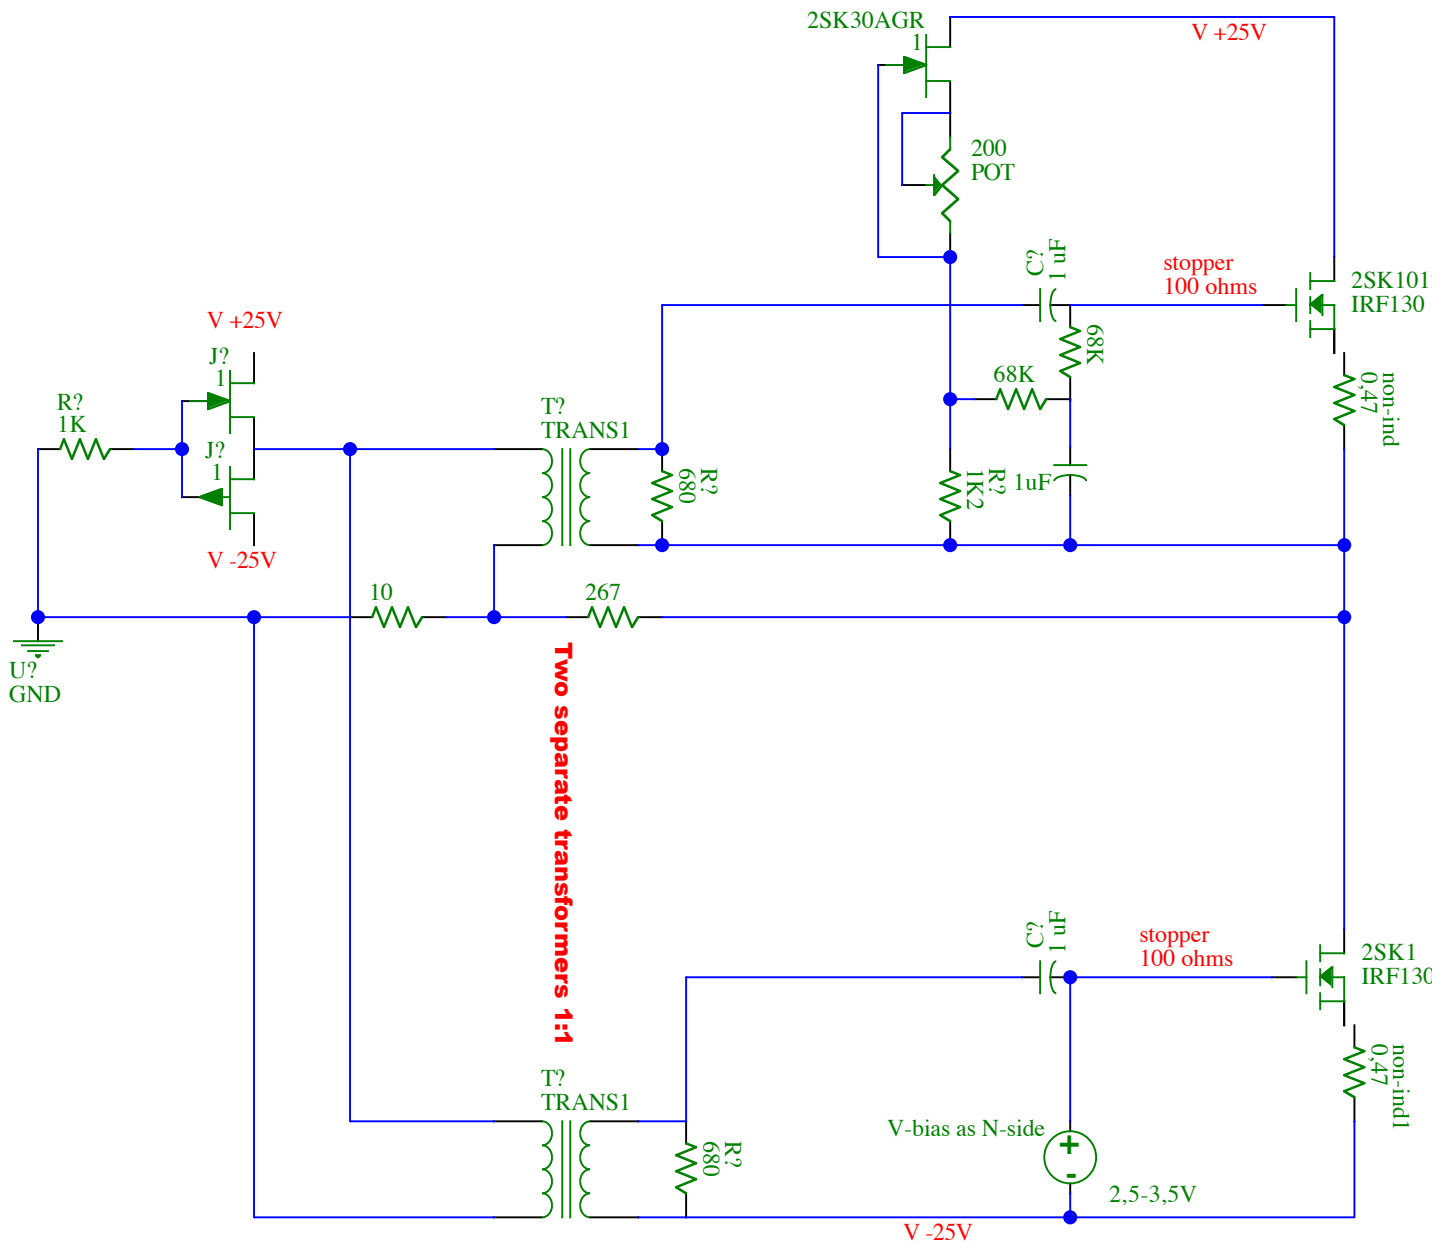 2SK30AGR
1
V +25V
200
POT
C?
1 uF
stopper
100 ohms
2SK101
IRF130
V +25V
J?
1
68K
68K
non-ind
0,47
R?
1K
T?
TRANS1
J?
1
R?
680
R?
1K2
1uF
V -25V
10
267
U?
GND
Two separate transformers 1:1
C?
1 uF
stopper
100 ohms
2SK1
IRF130
T?
TRANS1
non-ind1
0,47
V-bias as N-side
+
-
R?
680
2,5-3,5V
V -25V